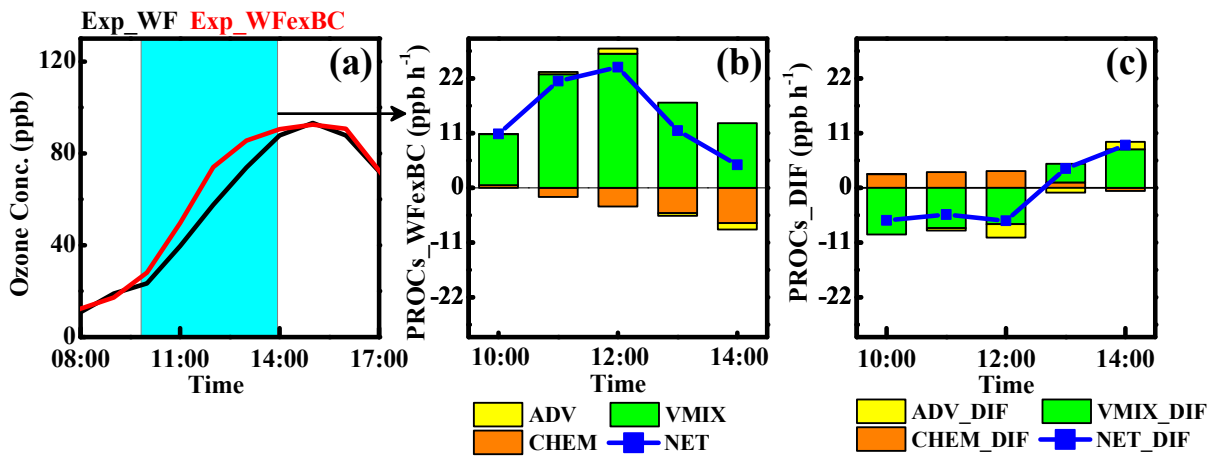 Exp_WF Exp_WFexBC
(a)
Ozone Conc. (ppb)
120
80
40
0
08:00 11:00 14:00 17:00
Time
(b)
PROCs_WFexBC (ppb h-1)
22
11
0
-11
-22
10:00 12:00 14:00
Time
ADV VMIX
CHEM NET
(c)
PROCs_DIF (ppb h-1)
22
11
0
-11
-22
10:00 12:00 14:00
Time
ADV_DIF VMIX_DIF
CHEM_DIF NET_DIF